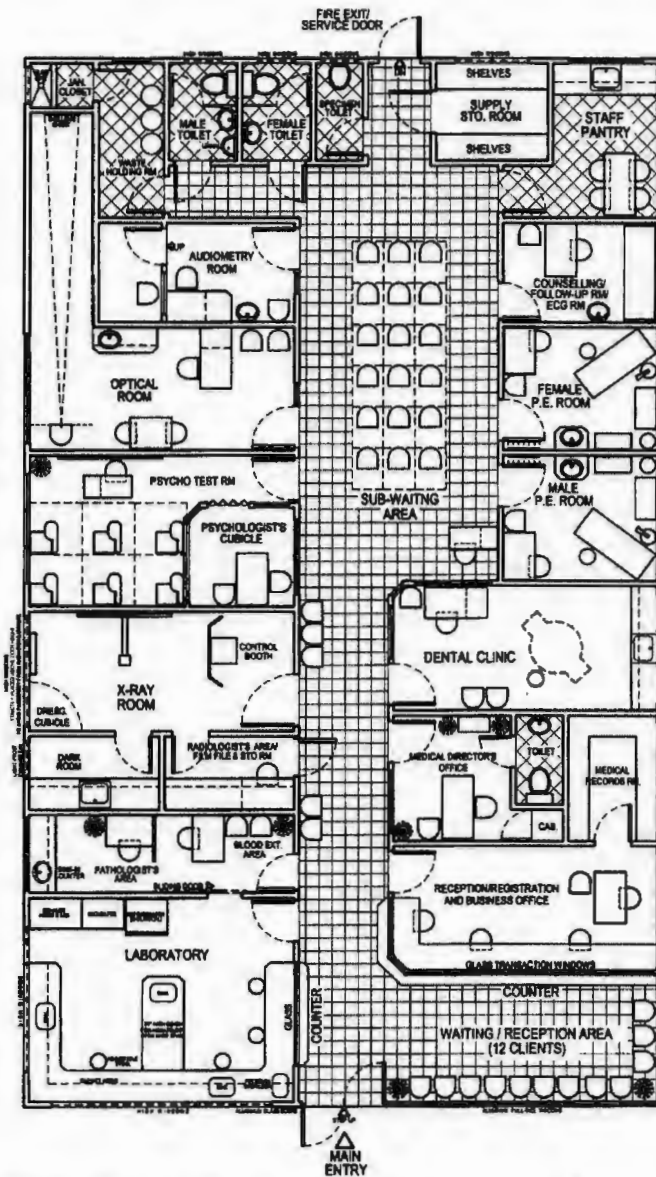 FIRE EXIT/
SERVICE DOOR
JAN.
CLOSET
MALE
TOILET
FEMALE
TOILET
SPECIMEN
TOILET
SHELVES
SUPPLY
STO. ROOM
SHELVES
STAFF
PANTRY
WASTE
HOLDING RM
UP
AUDIOMETRY
ROOM
COUNSELLING/
FOLLOW-UP RM/
ECG RM
OPTICAL
ROOM
FEMALE
P.E. ROOM
PSYCHO TEST RM
SUB-WAITNG
AREA
MALE
P.E. ROOM
PSYCHOLOGIST'S
CUBICLE
CONTROL
BOOTH
DENTAL CLINIC
X-RAY
ROOM
DRESG.
CUBICLE
DARK
ROOM
RADIOLOGIST'S AREA/
FILM FILE & STO RM
MEDICAL DIRECTOR'S
OFFICE
TOILET
MEDICAL
RECORDS RM.
CAB.
BLOOD EXT.
AREA
PATHOLOGIST'S
AREA
SLIDING DOOR
RECEPTION/REGISTRATION
AND BUSINESS OFFICE
LABORATORY
GLASS TRANSACTION WINDOWS
COUNTER
GLASS
COUNTER
WAITING / RECEPTION AREA
(12 CLIENTS)
MAIN
ENTRY